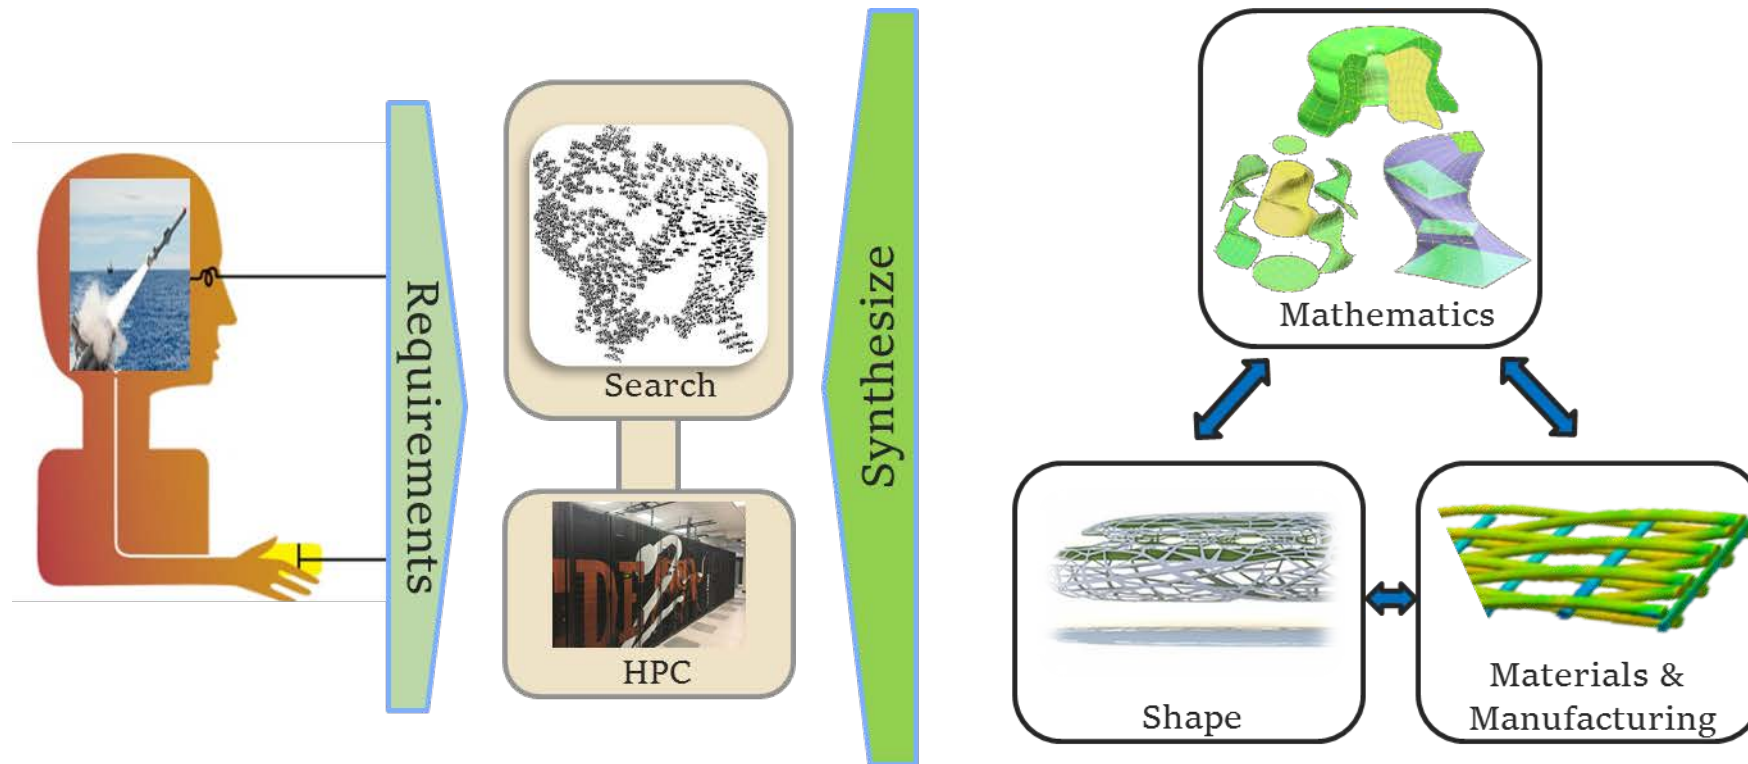 Requirements
Search
HPC
Synthesize
Mathematics
Shape
Materials &
Manufacturing